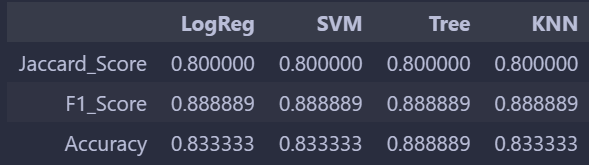 LogReg SVM Tree KNN
Jaccard_Score 0.800000 0.800000 0.800000 0.800000
F1_Score 0.888889 0.888889 0.888889 0.888889
Accuracy 0.833333 0.833333 0.888889 0.833333